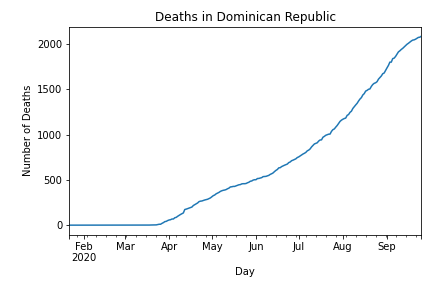 Deaths in Dominican Republic
Number of Deaths
2000
1500
1000
500
0
Feb Mar Apr May Jun Jul Aug Sep
2020
Day